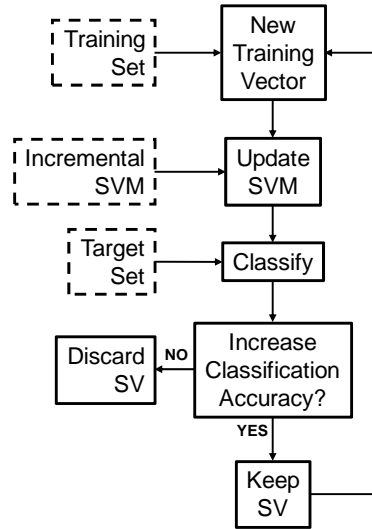 Training
Set
New
Training
Vector
Incremental
SVM
Update
SVM
Target
Set
Classify
Increase
Classification
Accuracy?
NO
Discard
SV
YES
Keep
SV